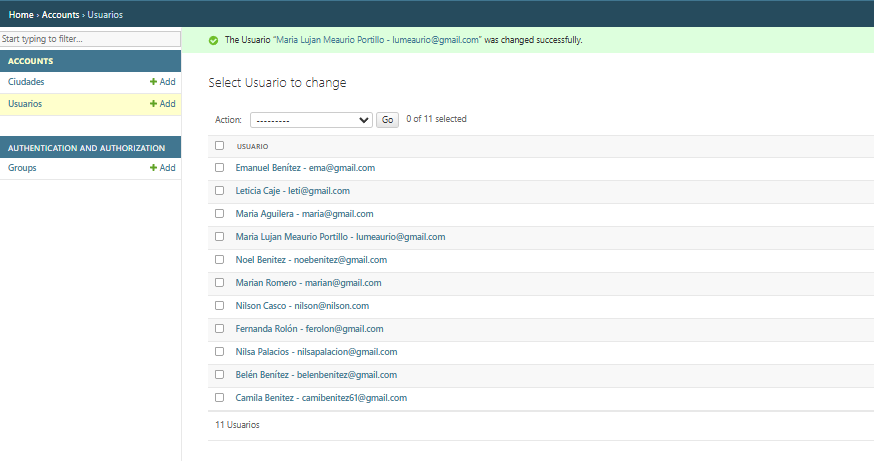 Home › Accounts › Usuarios
Start typing to filter...
ACCOUNTS
Ciudades + Add
Usuarios + Add
AUTHENTICATION AND AUTHORIZATION
Groups + Add
The Usuario “Maria Lujan Meaurio Portillo - lumeaurio@gmail.com” was changed successfully.
Select Usuario to change
Action: --------- Go 0 of 11 selected
USUARIO
Emanuel Benítez - ema@gmail.com
Leticia Caje - leti@gmail.com
Maria Aguilera - maria@gmail.com
Maria Lujan Meaurio Portillo - lumeaurio@gmail.com
Noel Benitez - noebenitez@gmail.com
Marian Romero - marian@gmail.com
Nilson Casco - nilson@nilson.com
Fernanda Rolón - ferolon@gmail.com
Nilsa Palacios - nilsapalacion@gmail.com
Belén Benítez - belenbenitez@gmail.com
Camila Benitez - camibenitez61@gmail.com
11 Usuarios